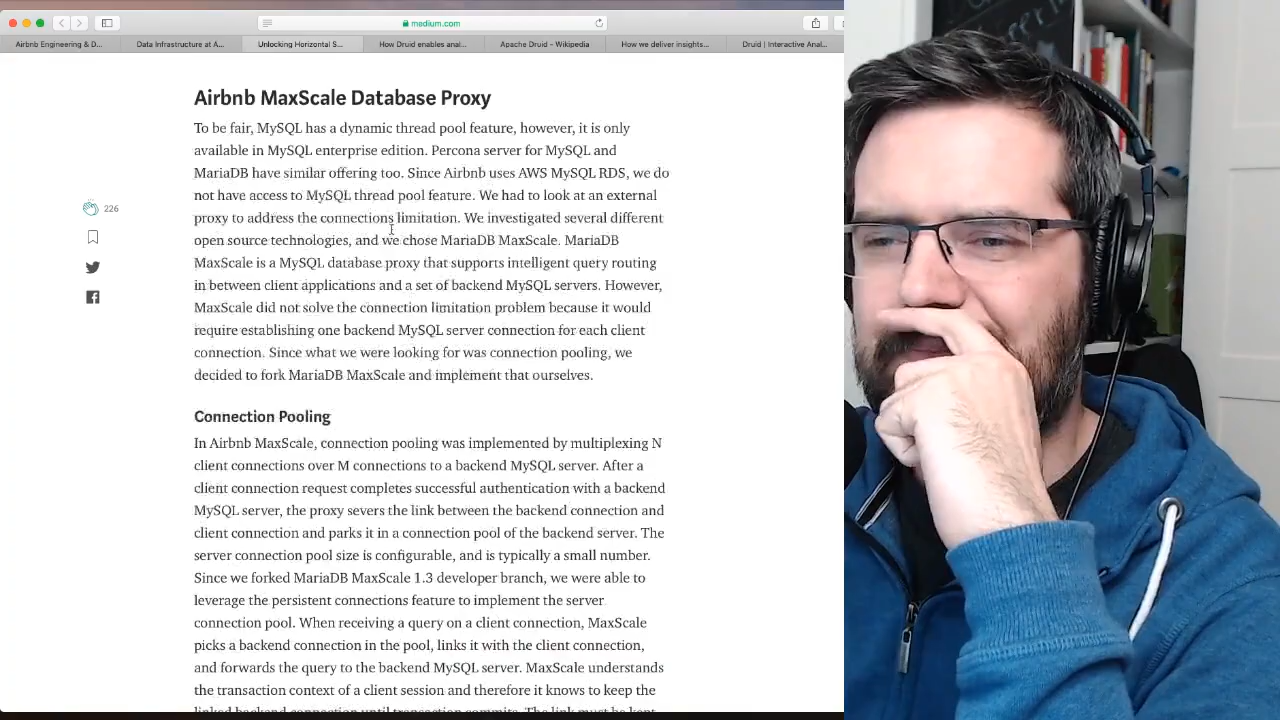 medium.com
Airbnb Engineering & D...
Data Infrastructure at A...
Unlocking Horizontal S...
How Druid enables anal...
Apache Druid – Wikipedia
How we deliver insights...
Druid | Interactive Anal...
Airbnb MaxScale Database Proxy
To be fair, MySQL has a dynamic thread pool feature, however, it is only
available in MySQL enterprise edition. Percona server for MySQL and
MariaDB have similar offering too. Since Airbnb uses AWS MySQL RDS, we do
not have access to MySQL thread pool feature. We had to look at an external
proxy to address the connections limitation. We investigated several different
open source technologies, and we chose MariaDB MaxScale. MariaDB
MaxScale is a MySQL database proxy that supports intelligent query routing
in between client applications and a set of backend MySQL servers. However,
MaxScale did not solve the connection limitation problem because it would
require establishing one backend MySQL server connection for each client
connection. Since what we were looking for was connection pooling, we
decided to fork MariaDB MaxScale and implement that ourselves.
226
Connection Pooling
In Airbnb MaxScale, connection pooling was implemented by multiplexing N
client connections over M connections to a backend MySQL server. After a
client connection request completes successful authentication with a backend
MySQL server, the proxy severs the link between the backend connection and
client connection and parks it in a connection pool of the backend server. The
server connection pool size is configurable, and is typically a small number.
Since we forked MariaDB MaxScale 1.3 developer branch, we were able to
leverage the persistent connections feature to implement the server
connection pool. When receiving a query on a client connection, MaxScale
picks a backend connection in the pool, links it with the client connection,
and forwards the query to the backend MySQL server. MaxScale understands
the transaction context of a client session and therefore it knows to keep the
linked backend connection until transaction commits. The link must be kept